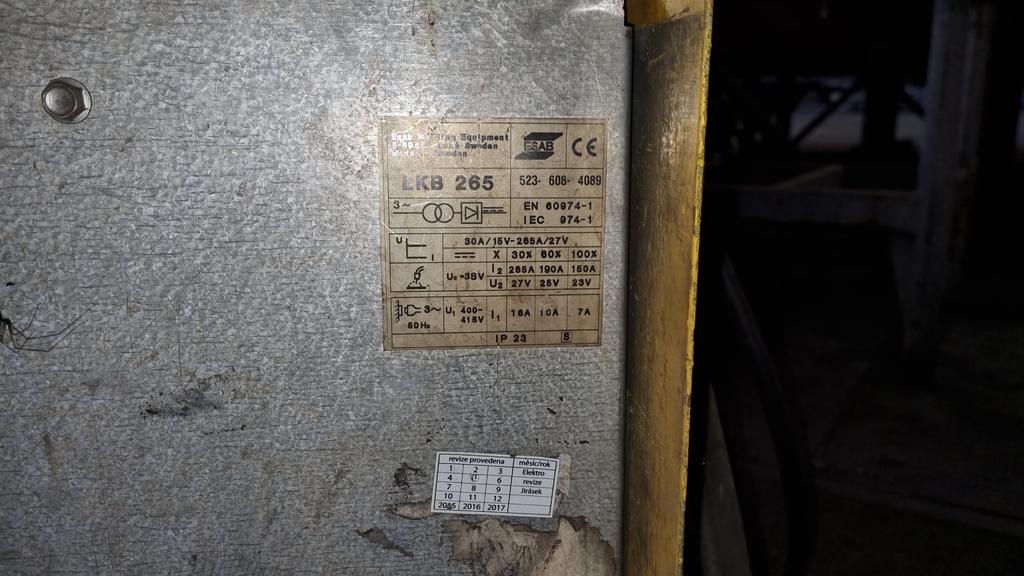 Equipment
Sweden
ESAB CE
LKB 265 523- 608- 4089
3~ EN 60974-1
IEC 974-1
U I 30A/15V-265A/27V
X 30% 60% 100%
U₀=38V I₂ 265A 190A 150A
U₂ 27V 25V 23V
3~ 50Hz U₁ 400-415V I₁ 16A 10A 7A
IP 23 S
revize provedena měsíc/rok
1 2 3 Elektro
4 6 revize
7 8 9 Jirásek
10 11 12
2015 2016 2017